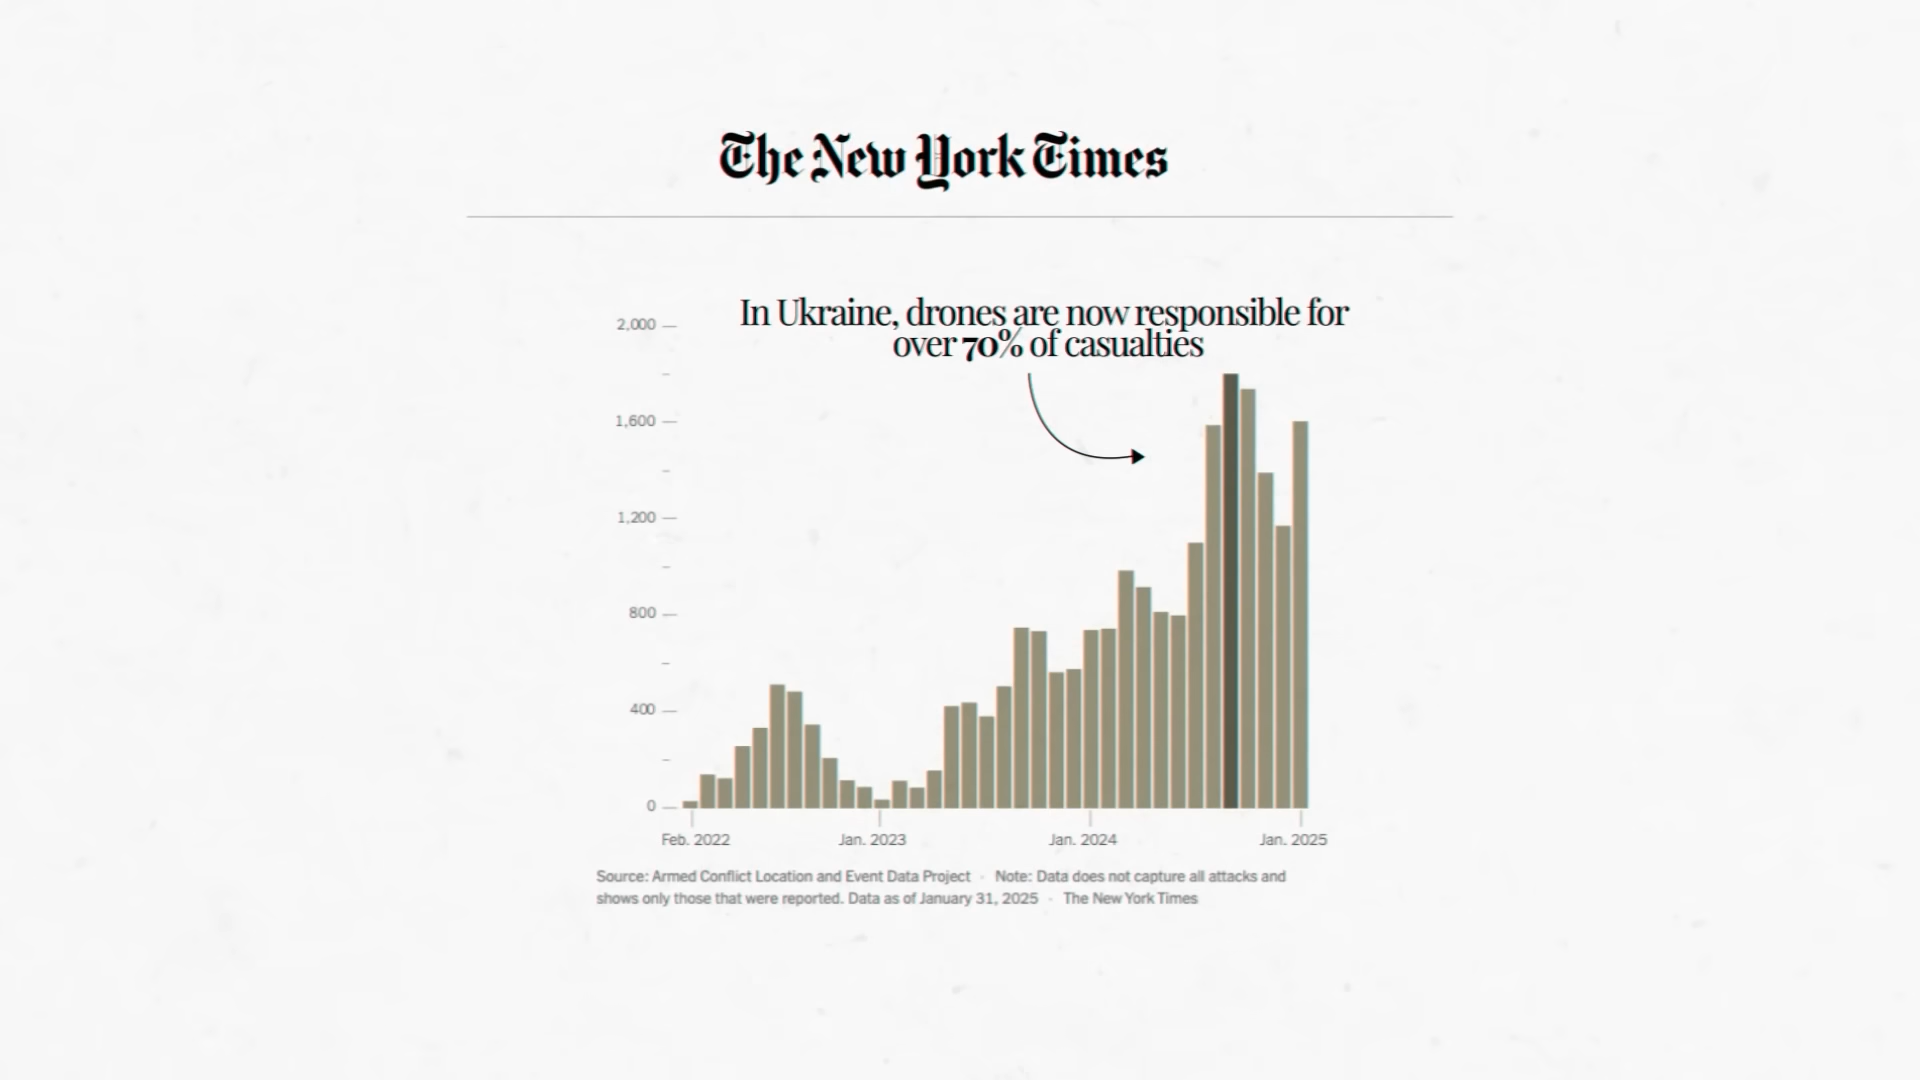 The New York Times
In Ukraine, drones are now responsible for
over 70% of casualties
2,000
1,600
1,200
800
400
0
Feb. 2022 Jan. 2023 Jan. 2024 Jan. 2025
Source: Armed Conflict Location and Event Data Project • Note: Data does not capture all attacks and
shows only those that were reported. Data as of January 31, 2025 • The New York Times